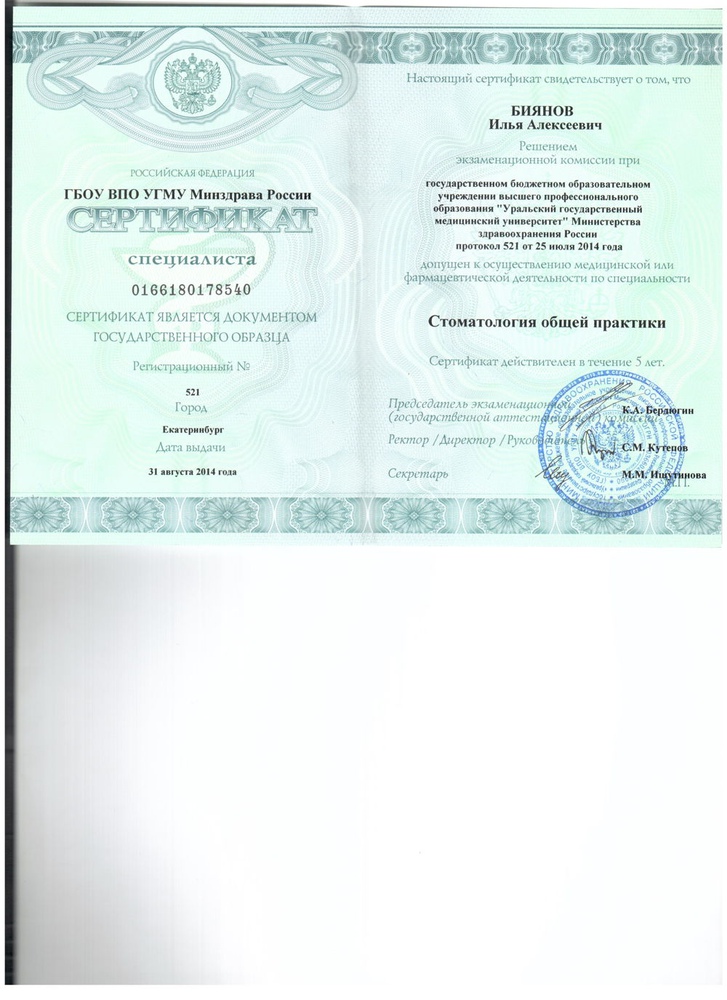 РОССИЙСКАЯ ФЕДЕРАЦИЯ
ГБОУ ВПО УГМУ Минздрава России
СЕРТИФИКАТ
специалиста
0166180178540
СЕРТИФИКАТ ЯВЛЯЕТСЯ ДОКУМЕНТОМ
ГОСУДАРСТВЕННОГО ОБРАЗЦА
Регистрационный №
521
Город
Екатеринбург
Дата выдачи
31 августа 2014 года
Настоящий сертификат свидетельствует о том, что
БИЯНОВ
Илья Алексеевич
Решением
экзаменационной комиссии при
государственном бюджетном образовательном
учреждении высшего профессионального
образования "Уральский государственный
медицинский университет" Министерства
здравоохранения России
протокол 521 от 25 июля 2014 года
допущен к осуществлению медицинской или
фармацевтической деятельности по специальности
Стоматология общей практики
Сертификат действителен в течение 5 лет.
Председатель экзаменационной
(государственной аттестационной) комиссии
К.А. Бердюгин
Ректор /Директор /Руководитель
С.М. Кутепов
Секретарь
М.М. Ищутинова
М.П.